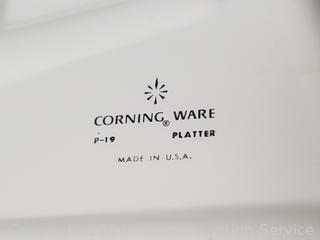 CORNING® WARE
P-19 PLATTER
MADE IN U.S.A.